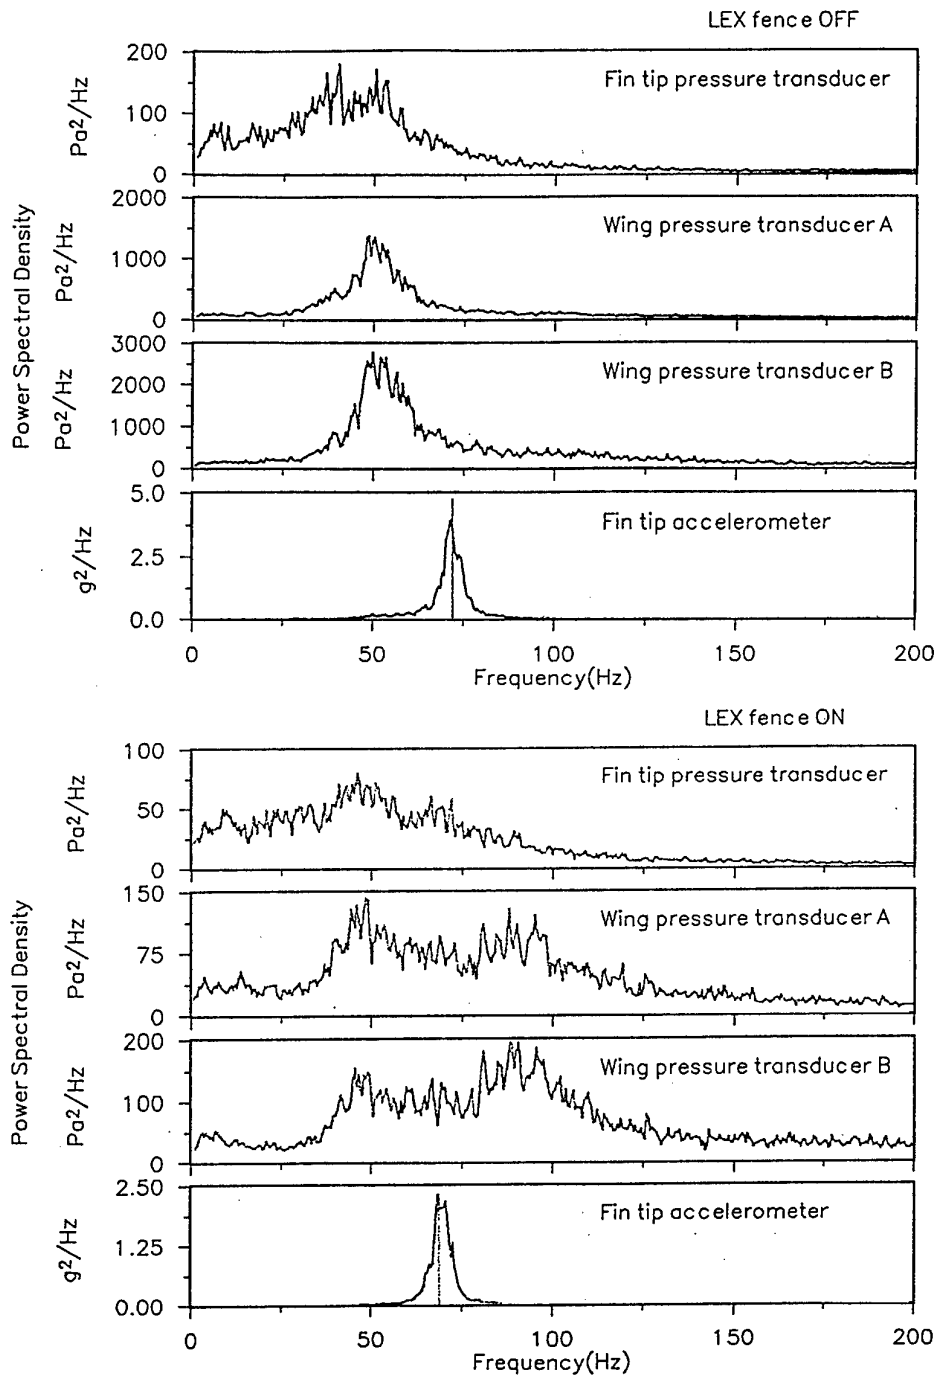 LEX fence OFF
Power Spectral Density
Pa2/Hz
200
100
0
Fin tip pressure transducer
Pa2/Hz
2000
1000
0
Wing pressure transducer A
Pa2/Hz
3000
2000
1000
0
Wing pressure transducer B
g2/Hz
5.0
2.5
0.0
Fin tip accelerometer
0 50 100 150 200
Frequency(Hz)
LEX fence ON
Power Spectral Density
Pa2/Hz
100
50
0
Fin tip pressure transducer
Pa2/Hz
150
75
0
Wing pressure transducer A
Pa2/Hz
200
100
0
Wing pressure transducer B
g2/Hz
2.50
1.25
0.00
Fin tip accelerometer
0 50 100 150 200
Frequency(Hz)